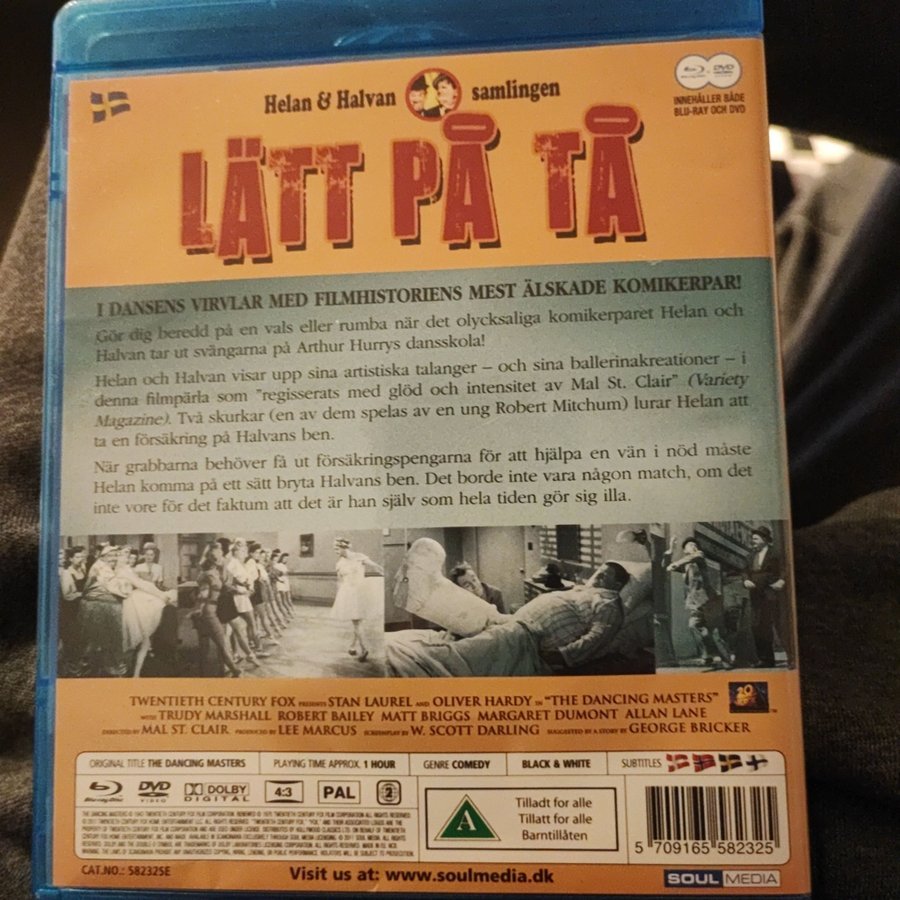 Helan & Halvan samlingen
INNEHÅLLER BÅDE
BLU-RAY OCH DVD
LÄTT PÅ TÅ
I DANSENS VIRVLAR MED FILMHISTORIENS MEST ÄLSKADE KOMIKERPAR!
Gör dig beredd på en vals eller rumba när det olycksaliga komikerparet Helan och
Halvan tar ut svängarna på Arthur Hurrys dansskola!
Helan och Halvan visar upp sina artistiska talanger – och sina ballerinakreationer – i
denna filmpärla som "regisserats med glöd och intensitet av Mal St. Clair" (Variety
Magazine). Två skurkar (en av dem spelas av en ung Robert Mitchum) lurar Helan att
ta en försäkring på Halvans ben.
När grabbarna behöver få ut försäkringspengarna för att hjälpa en vän i nöd måste
Helan komma på ett sätt bryta Halvans ben. Det borde inte vara någon match, om det
inte vore för det faktum att det är han själv som hela tiden gör sig illa.
TWENTIETH CENTURY FOX PRESENTS STAN LAUREL AND OLIVER HARDY IN "THE DANCING MASTERS"
WITH TRUDY MARSHALL ROBERT BAILEY MATT BRIGGS MARGARET DUMONT ALLAN LANE
DIRECTED BY MAL ST. CLAIR PRODUCED BY LEE MARCUS SCREENPLAY BY W. SCOTT DARLING SUGGESTED BY A STORY BY GEORGE BRICKER
ORIGINAL TITLE THE DANCING MASTERS PLAYING TIME APPROX. 1 HOUR GENRE COMEDY BLACK & WHITE SUBTITLES
Blu-ray Disc DVD VIDEO DOLBY DIGITAL 4:3 PAL 2
A
Tilladt for alle
Tillatt for alle
Barntillåten
5 709165 582325
CAT.NO.: 582325E
Visit us at: www.soulmedia.dk
SOUL MEDIA